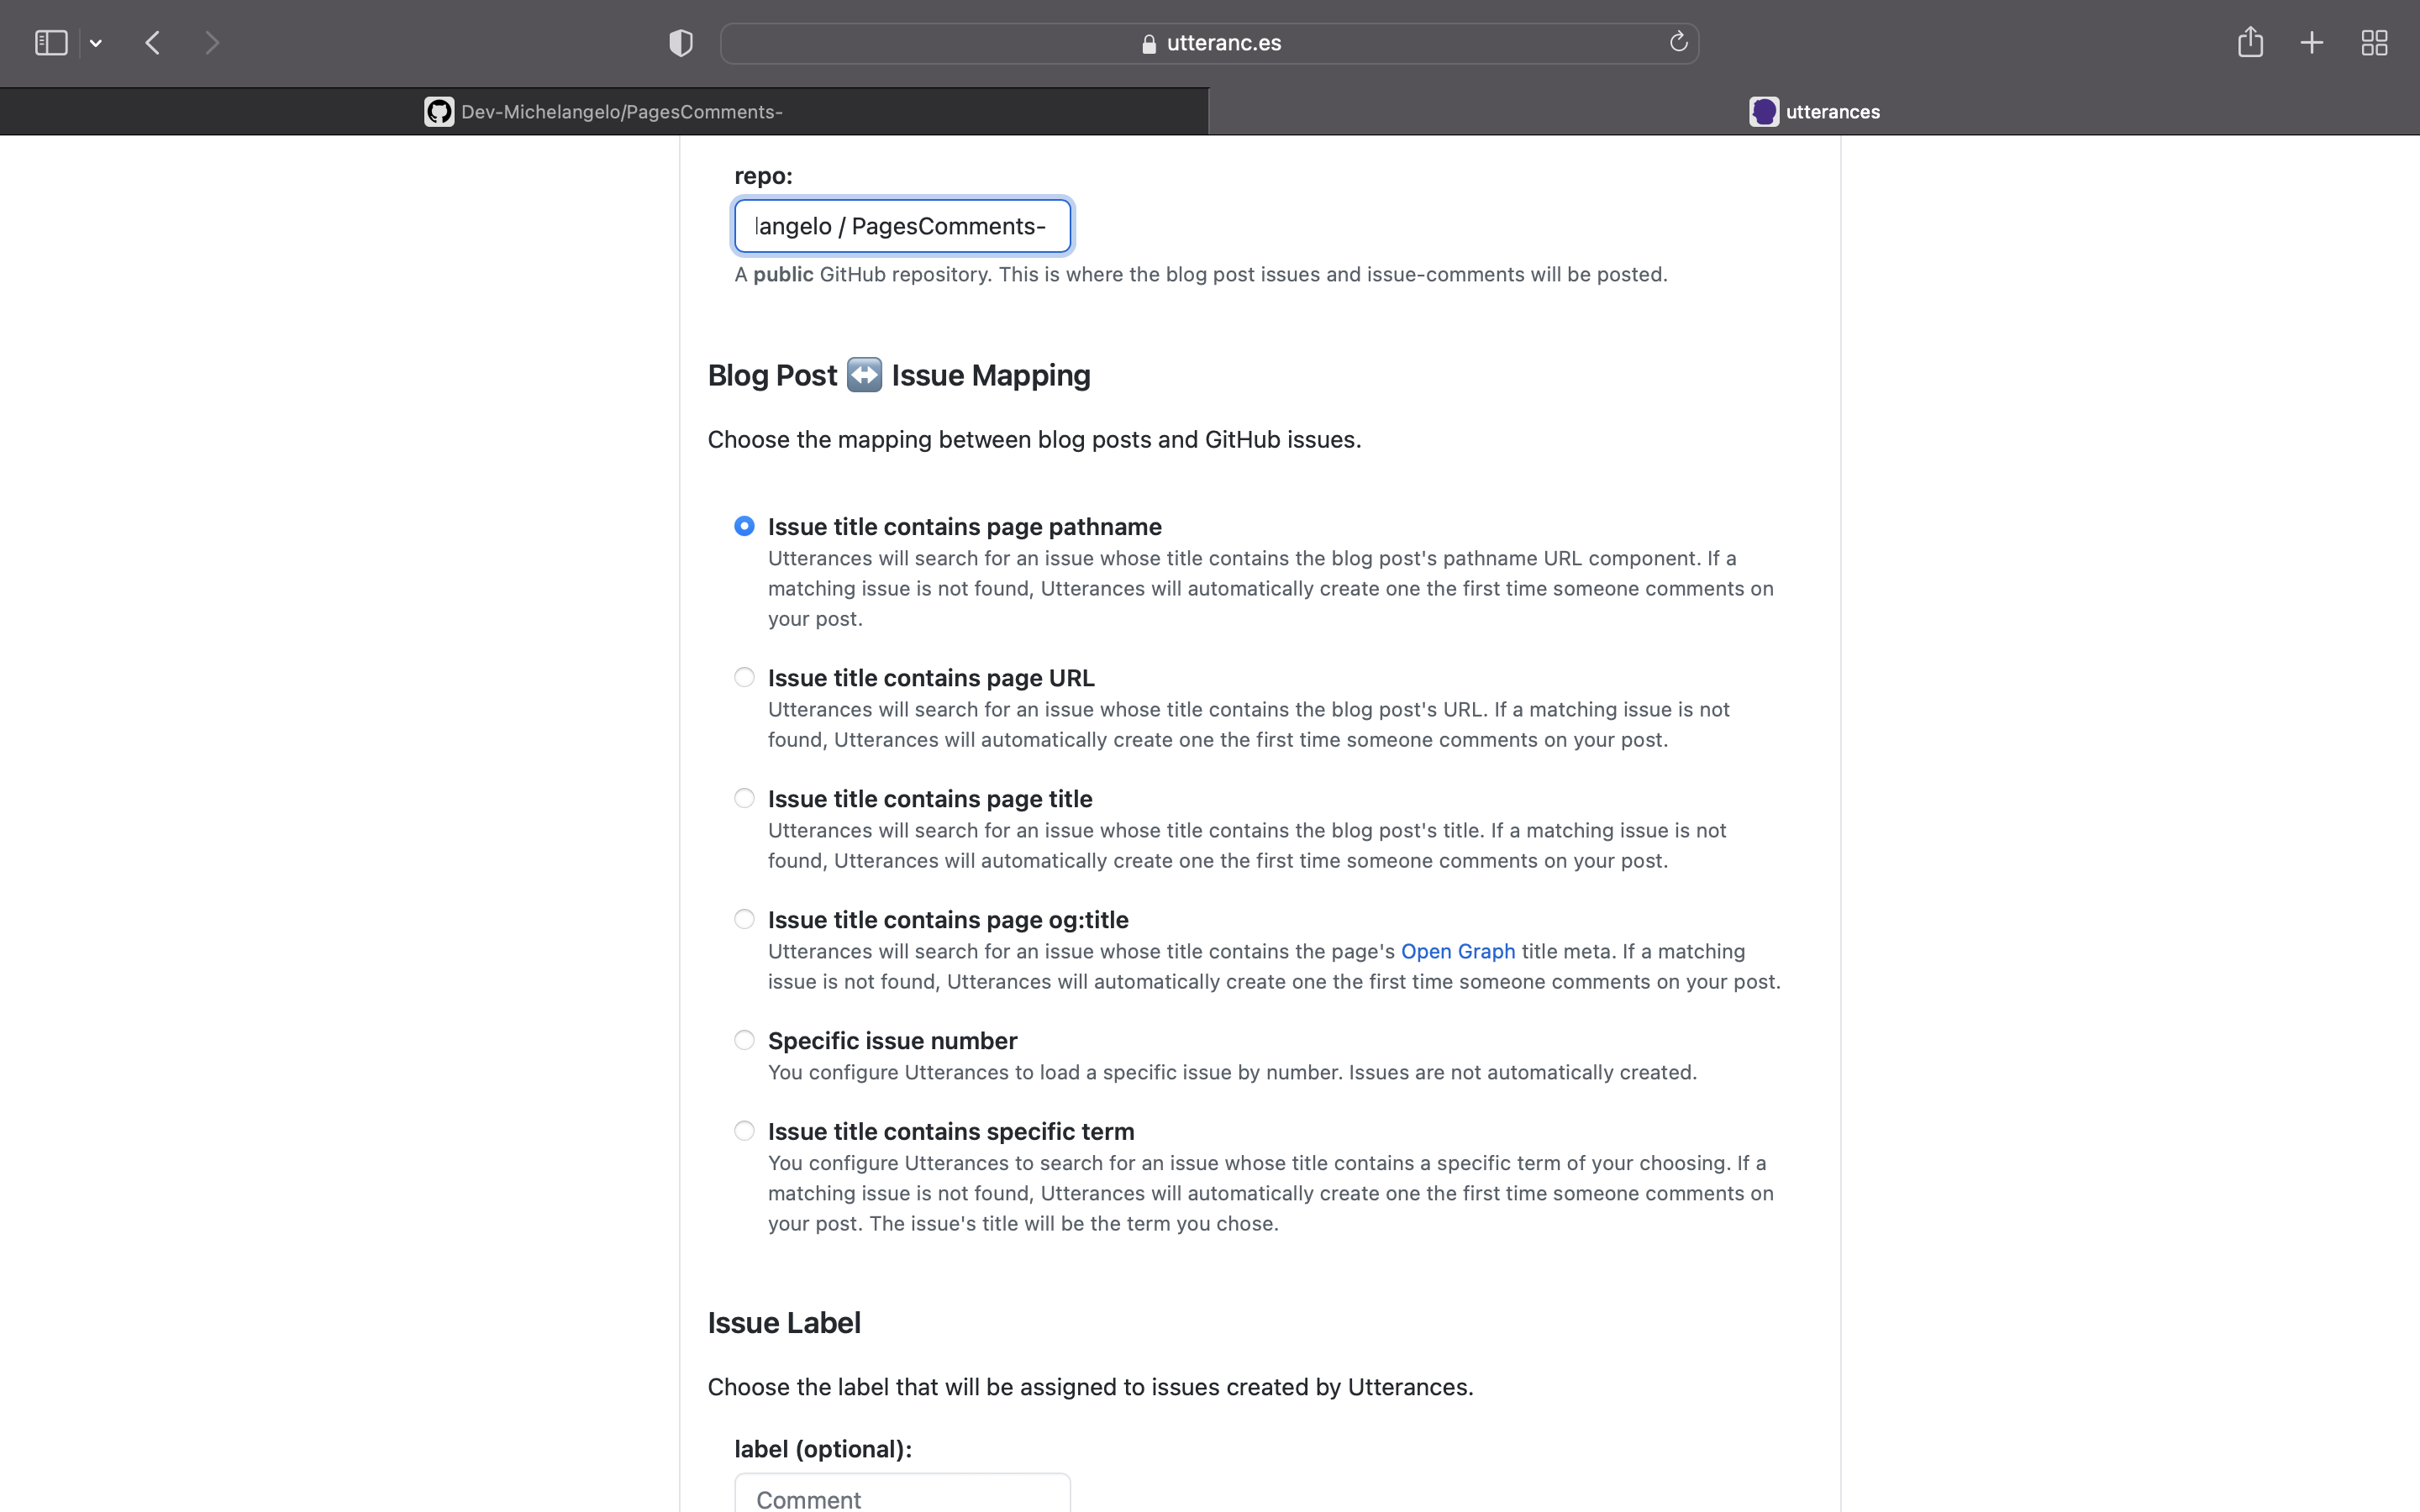 utteranc.es
Dev-Michelangelo/PagesComments-
utterances
repo:
langelo / PagesComments-
A public GitHub repository. This is where the blog post issues and issue-comments will be posted.
Blog Post ↔️ Issue Mapping
Choose the mapping between blog posts and GitHub issues.
Issue title contains page pathname
Utterances will search for an issue whose title contains the blog post's pathname URL component. If a
matching issue is not found, Utterances will automatically create one the first time someone comments on
your post.
Issue title contains page URL
Utterances will search for an issue whose title contains the blog post's URL. If a matching issue is not
found, Utterances will automatically create one the first time someone comments on your post.
Issue title contains page title
Utterances will search for an issue whose title contains the blog post's title. If a matching issue is not
found, Utterances will automatically create one the first time someone comments on your post.
Issue title contains page og:title
Utterances will search for an issue whose title contains the page's Open Graph title meta. If a matching
issue is not found, Utterances will automatically create one the first time someone comments on your post.
Specific issue number
You configure Utterances to load a specific issue by number. Issues are not automatically created.
Issue title contains specific term
You configure Utterances to search for an issue whose title contains a specific term of your choosing. If a
matching issue is not found, Utterances will automatically create one the first time someone comments on
your post. The issue's title will be the term you chose.
Issue Label
Choose the label that will be assigned to issues created by Utterances.
label (optional):
Comment